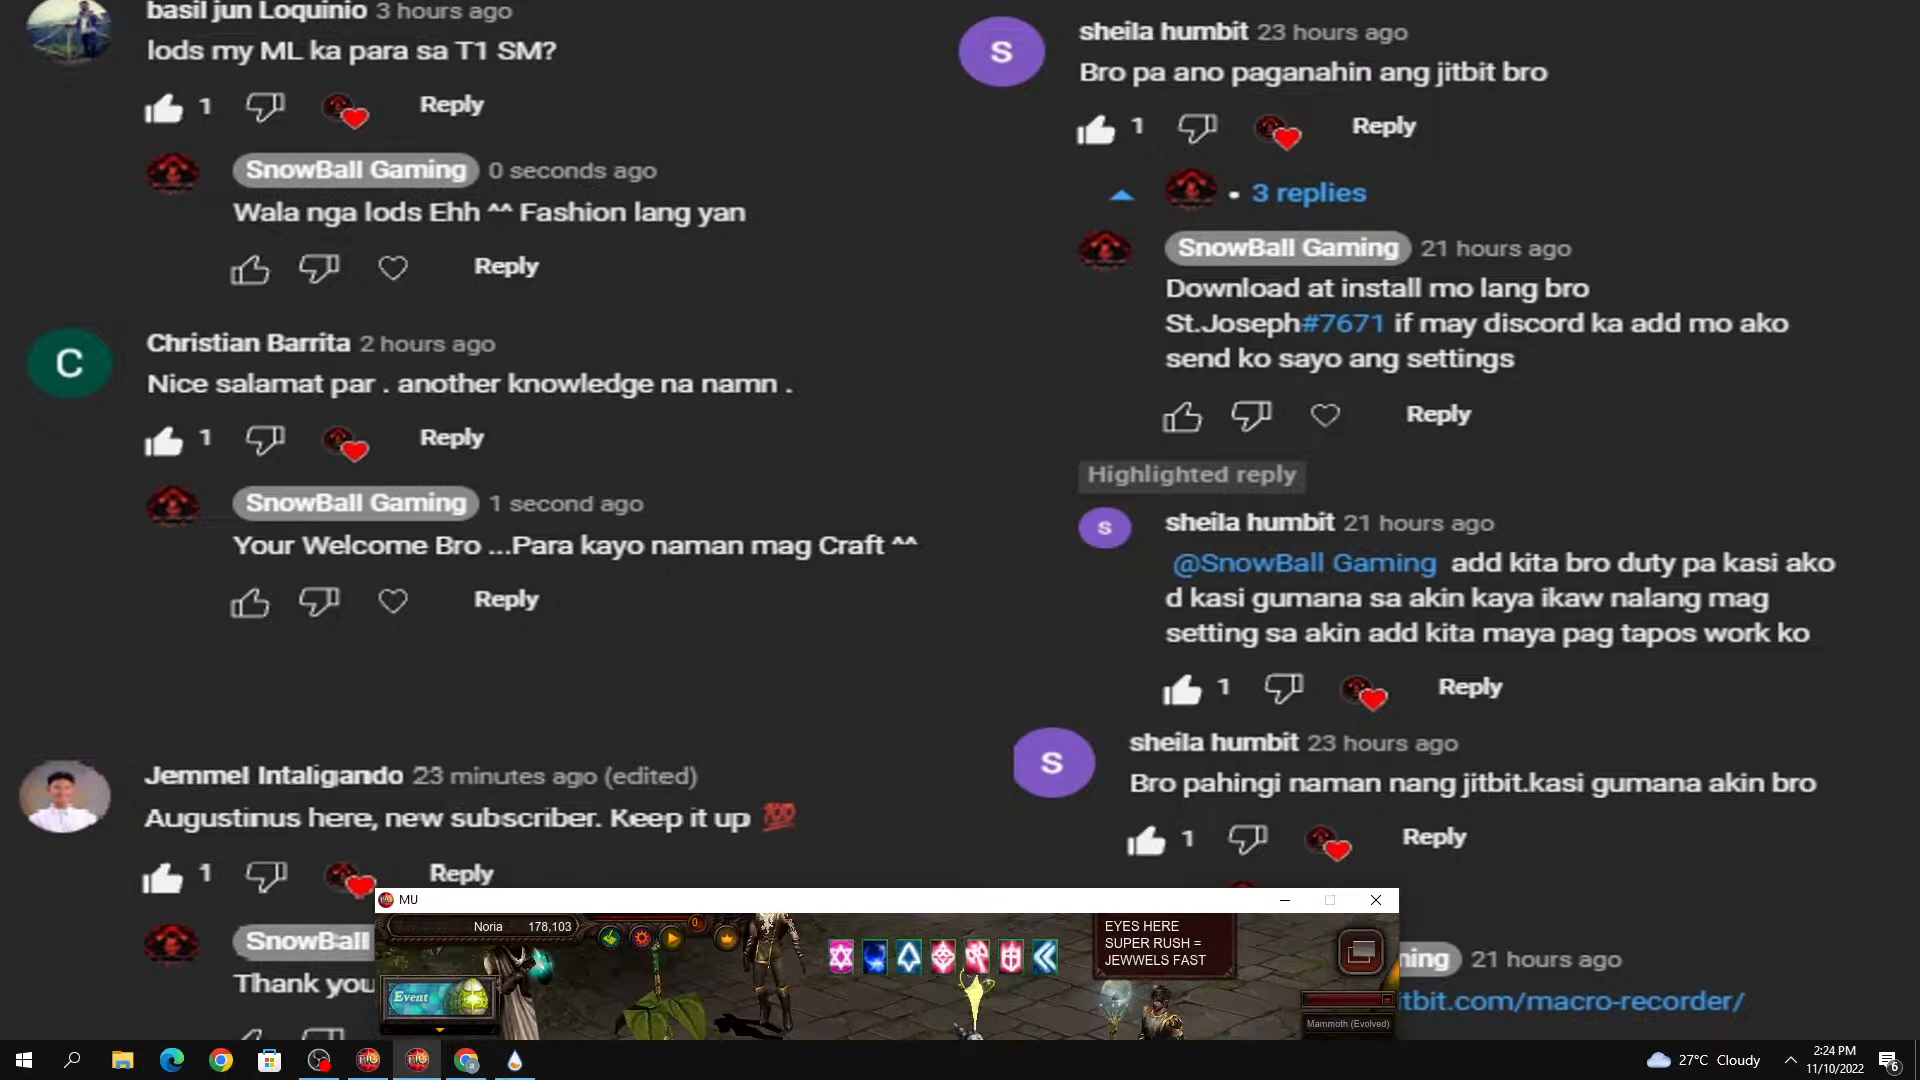 basil jun Loquinio 3 hours ago
lods my ML ka para sa T1 SM?
1 Reply
SnowBall Gaming 0 seconds ago
Wala nga lods Ehh ^^ Fashion lang yan
Reply
C
Christian Barrita 2 hours ago
Nice salamat par . another knowledge na namn .
1 Reply
SnowBall Gaming 1 second ago
Your Welcome Bro ...Para kayo naman mag Craft ^^
Reply
Jemmel Intaligando 23 minutes ago (edited)
Augustinus here, new subscriber. Keep it up 💯
1 Reply
SnowBall
Thank you
S
sheila humbit 23 hours ago
Bro pa ano paganahin ang jitbit bro
1 Reply
• 3 replies
SnowBall Gaming 21 hours ago
Download at install mo lang bro
St.Joseph#7671 if may discord ka add mo ako
send ko sayo ang settings
Reply
Highlighted reply
S
sheila humbit 21 hours ago
@SnowBall Gaming add kita bro duty pa kasi ako
d kasi gumana sa akin kaya ikaw nalang mag
setting sa akin add kita maya pag tapos work ko
1 Reply
S
sheila humbit 23 hours ago
Bro pahingi naman nang jitbit.kasi gumana akin bro
1 Reply
ning 21 hours ago
itbit.com/macro-recorder/
MU
Noria 178,103
0
EYES HERE
SUPER RUSH =
JEWWELS FAST
Event
Mammoth (Evolved)
27°C Cloudy
2:24 PM
11/10/2022
6